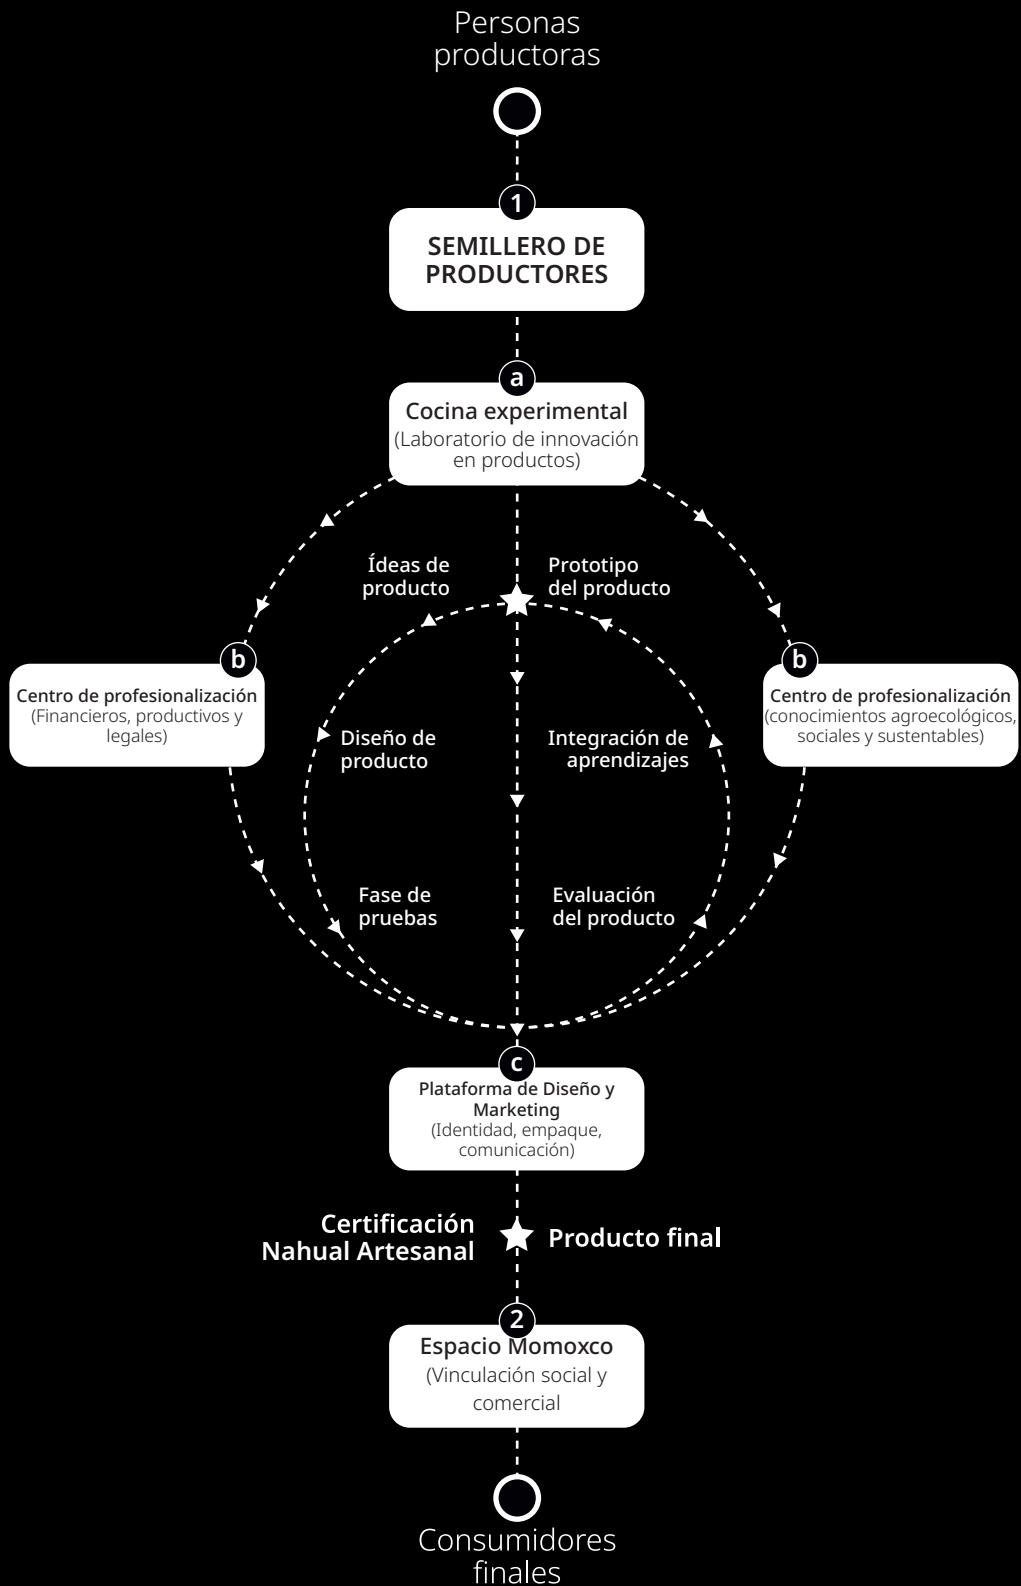 Personas
productoras
1
SEMILLERO DE
PRODUCTORES
a
Cocina experimental
(Laboratorio de innovación
en productos)
Ídeas de
producto
Prototipo
del producto
b
Centro de profesionalización
(Financieros, productivos y
legales)
b
Centro de profesionalización
(conocimientos agroecológicos,
sociales y sustentables)
Diseño de
producto
Integración de
aprendizajes
Fase de
pruebas
Evaluación
del producto
c
Plataforma de Diseño y
Marketing
(Identidad, empaque,
comunicación)
Certificación
Nahual Artesanal
Producto final
2
Espacio Momoxco
(Vinculación social y
comercial
Consumidores
finales